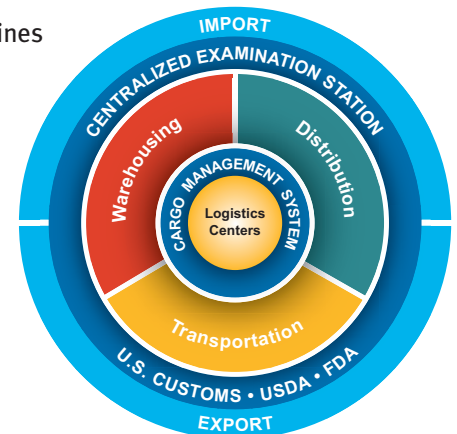 ines
IMPORT
CENTRALIZED EXAMINATION STATION
Warehousing
Distribution
CARGO MANAGEMENT SYSTEM
Logistics
Centers
Transportation
U.S. CUSTOMS • USDA • FDA
EXPORT